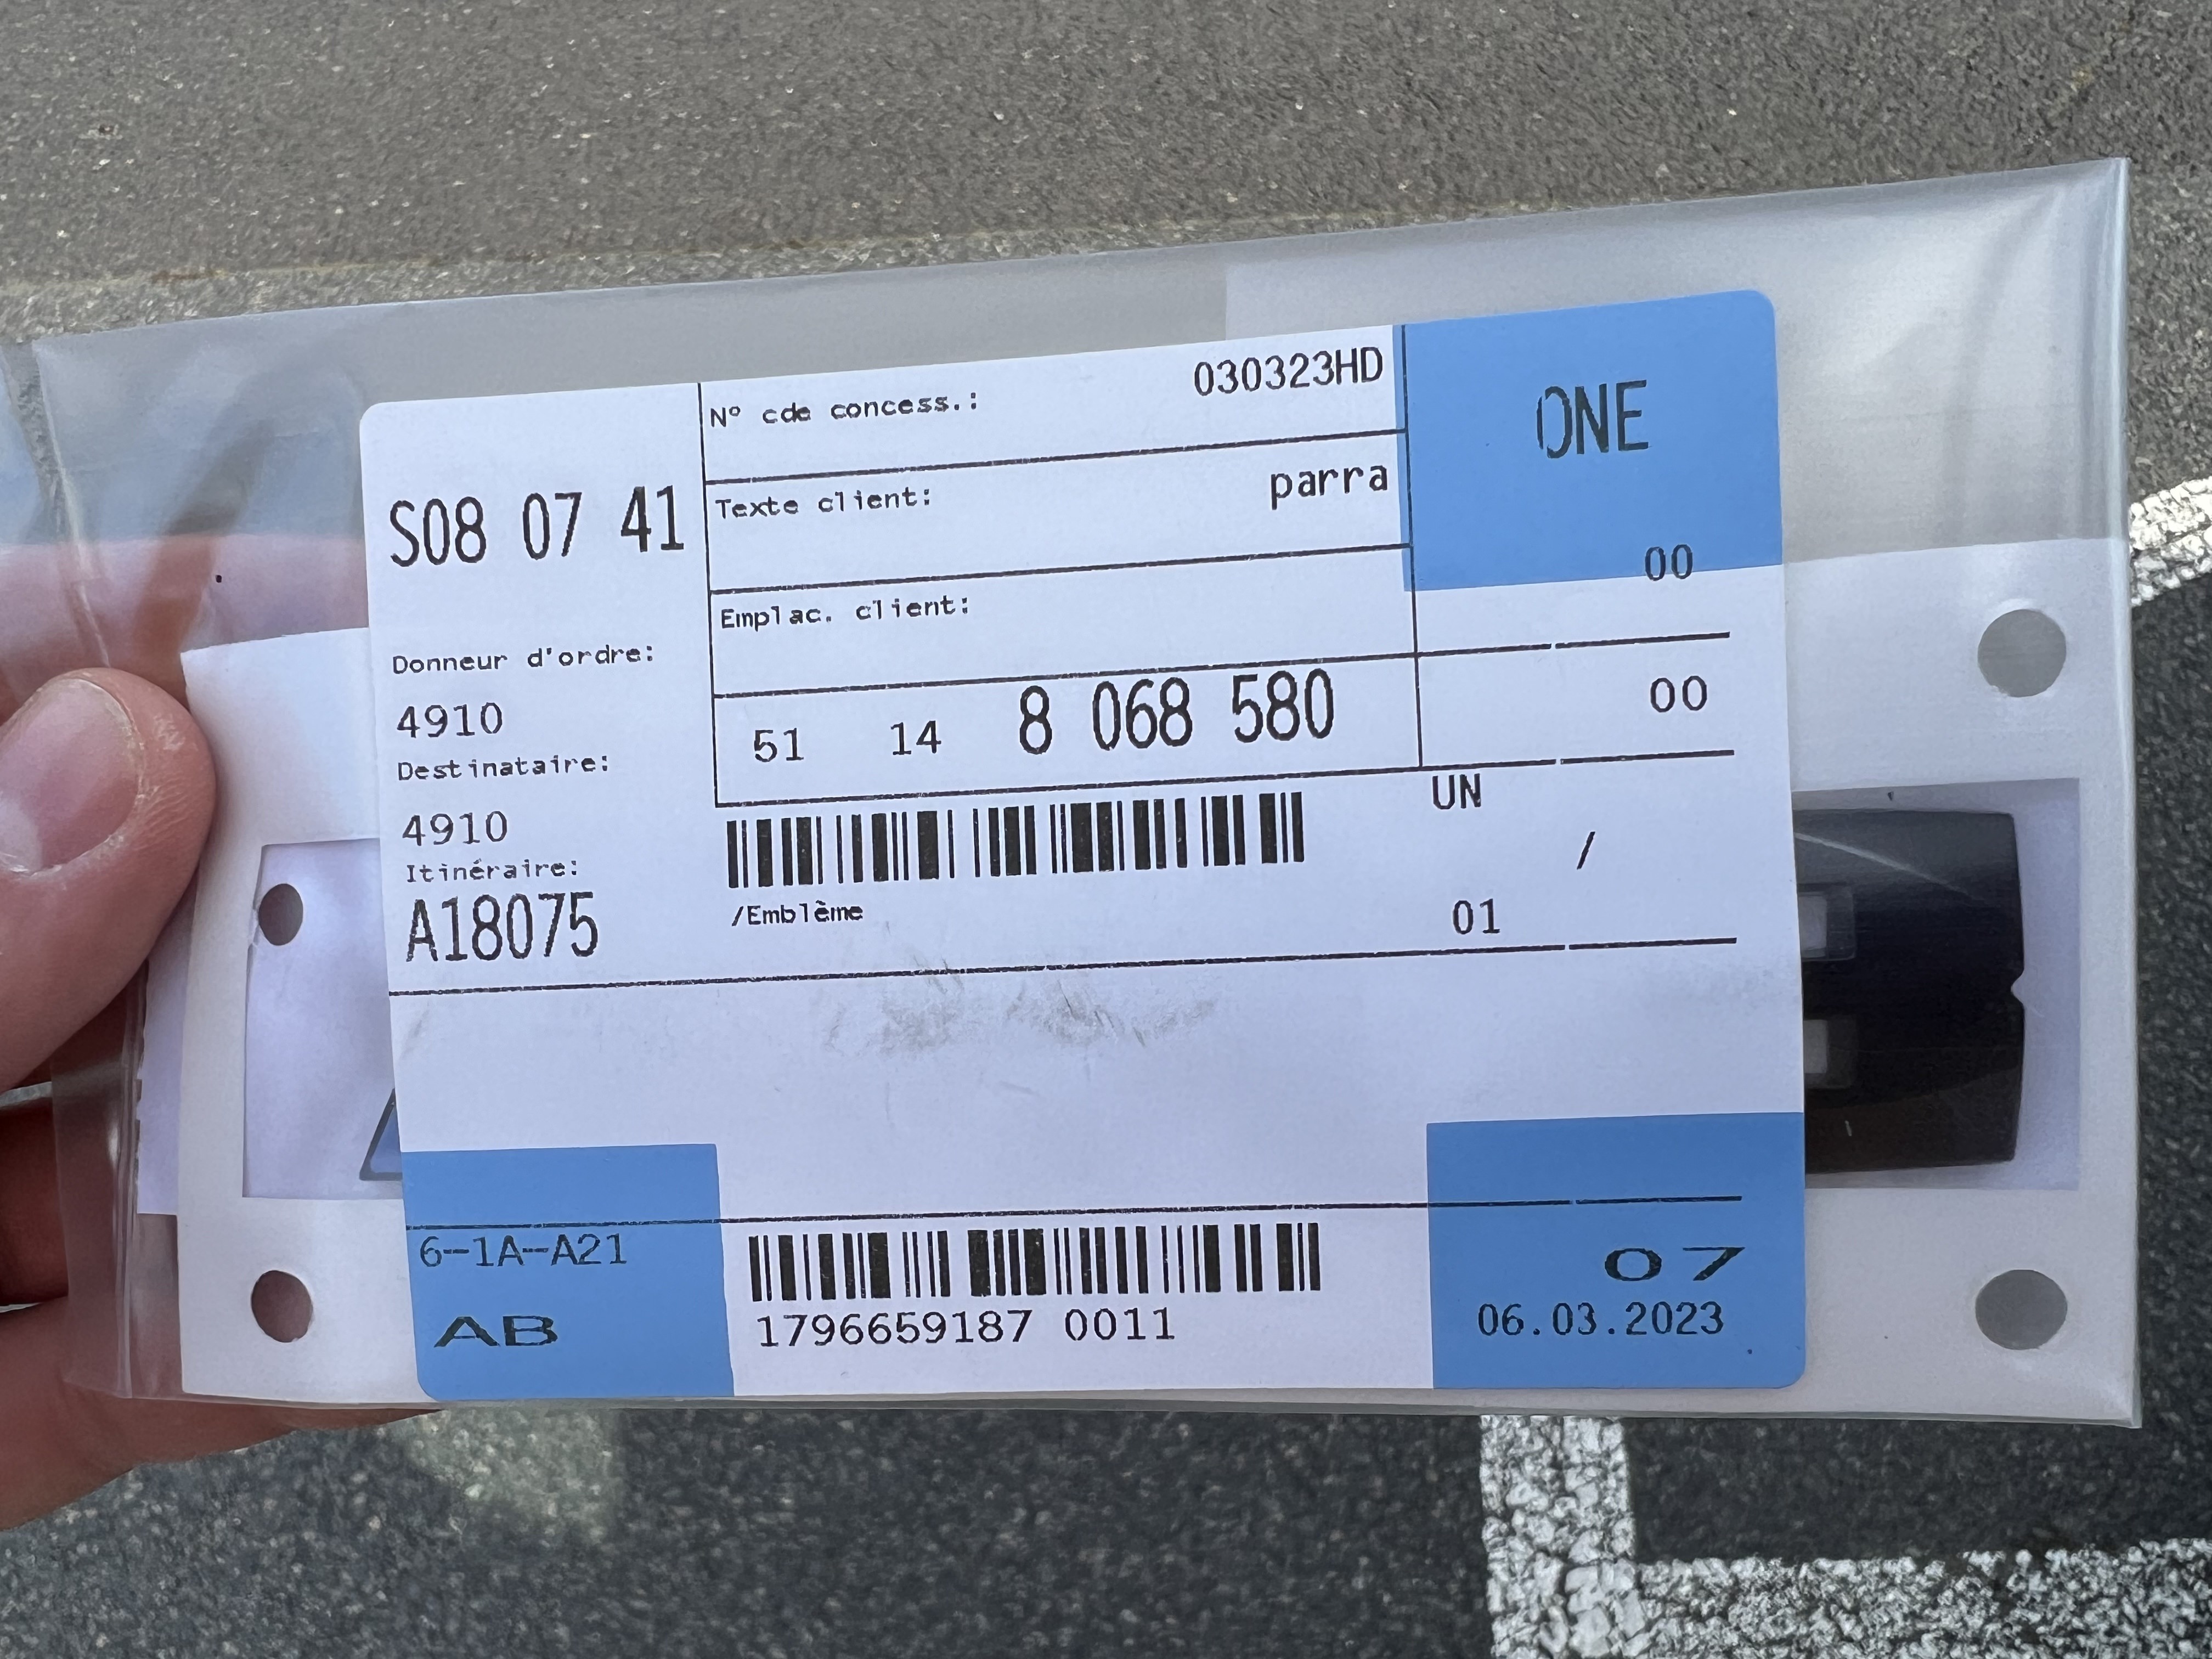 S08 07 41
N° cde concess.: 030323HD
ONE
Texte client: parra
00
Emplac. client:
Donneur d'ordre:
4910
51 14 8 068 580
00
Destinataire:
4910
UN
/
Itinéraire:
A18075
/Emblème
01
6-1A-A21
AB
1796659187 0011
07
06.03.2023